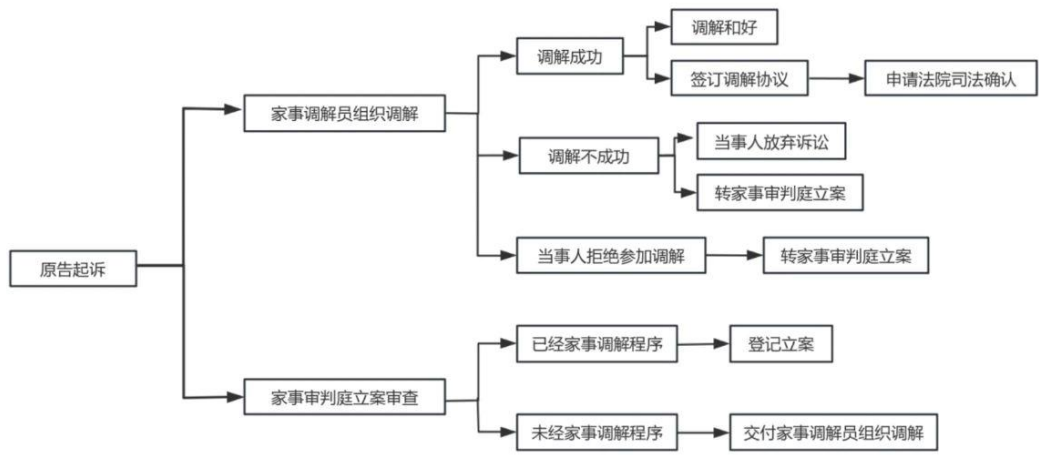 调解和好
调解成功
签订调解协议
申请法院司法确认
家事调解员组织调解
当事人放弃诉讼
调解不成功
转家事审判庭立案
当事人拒绝参加调解
转家事审判庭立案
原告起诉
已经家事调解程序
登记立案
家事审判庭立案审查
未经家事调解程序
交付家事调解员组织调解